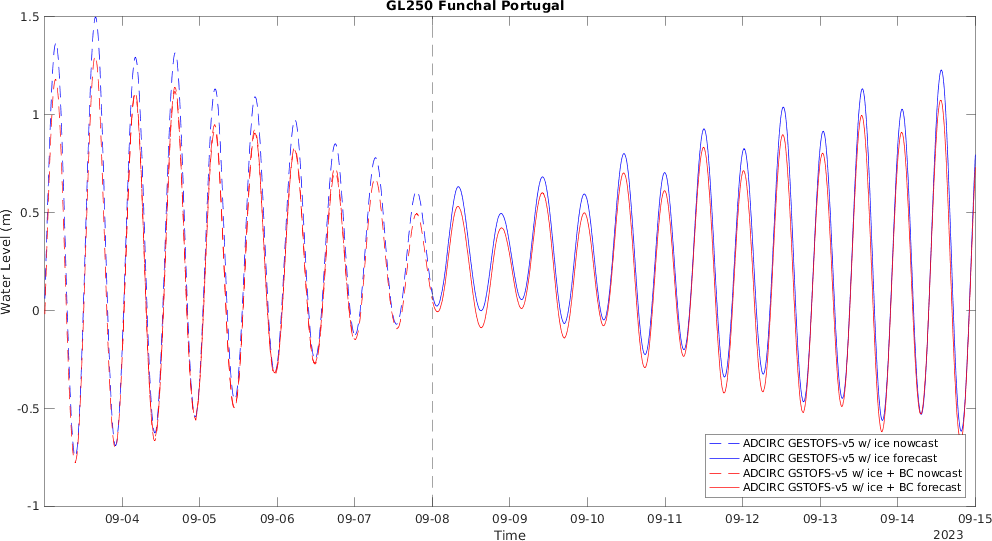 GL250 Funchal Portugal
1.5
1
0.5
0
-0.5
-1
Water Level (m)
ADCIRC GESTOFS-v5 w/ ice nowcast
ADCIRC GESTOFS-v5 w/ ice forecast
ADCIRC GSTOFS-v5 w/ ice + BC nowcast
ADCIRC GSTOFS-v5 w/ ice + BC forecast
09-04 09-05 09-06 09-07 09-08 09-09 09-10 09-11 09-12 09-13 09-14 09-15
Time
2023